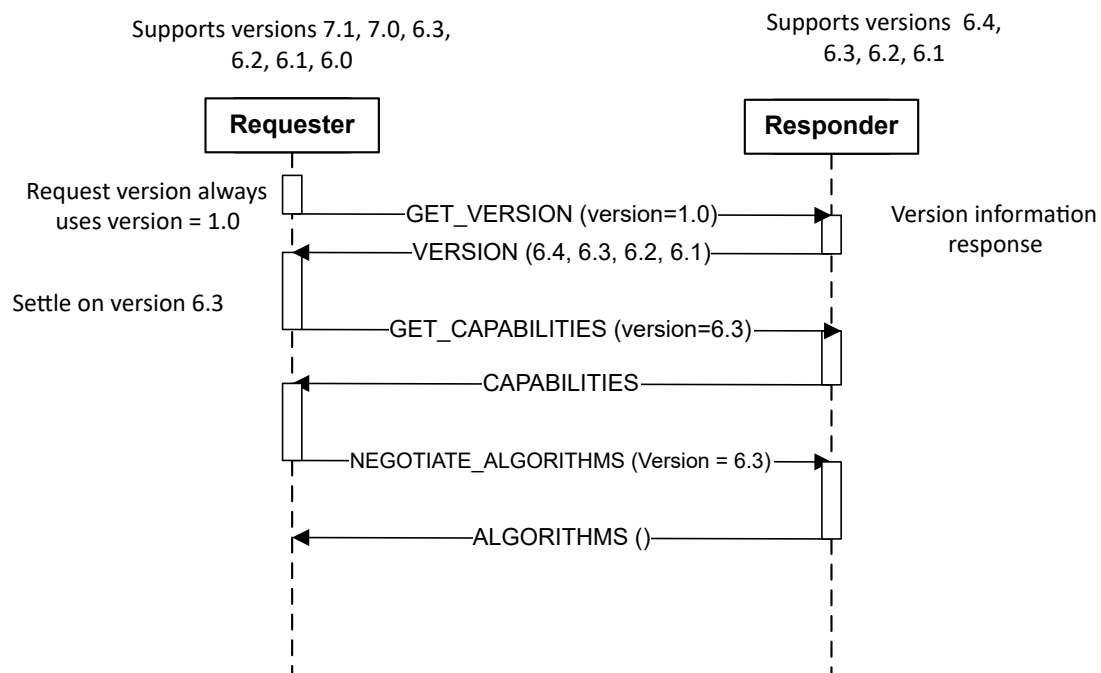 Supports versions 7.1, 7.0, 6.3,
6.2, 6.1, 6.0
Supports versions  6.4,
6.3, 6.2, 6.1
Requester
Responder
Request version always
uses version = 1.0
GET_VERSION (version=1.0)
Version information
response
VERSION (6.4, 6.3, 6.2, 6.1)
Settle on version 6.3
GET_CAPABILITIES (version=6.3)
CAPABILITIES
NEGOTIATE_ALGORITHMS (Version = 6.3)
ALGORITHMS ()